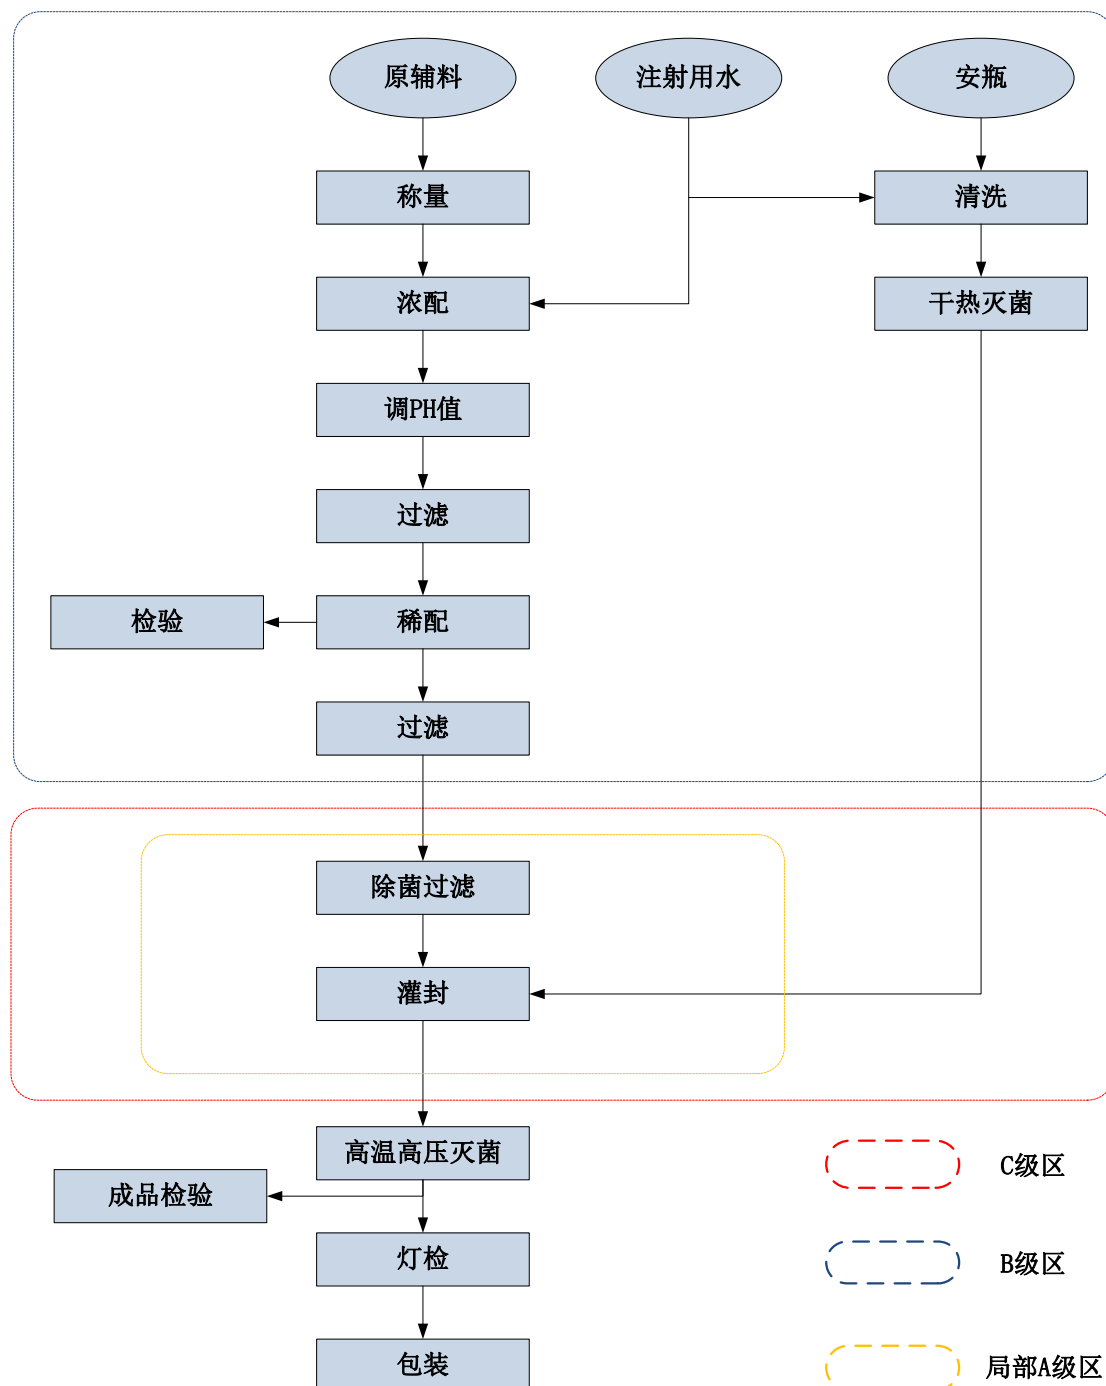 原辅料
注射用水
安瓶
称量
清洗
浓配
干热灭菌
调PH值
过滤
检验
稀配
过滤
除菌过滤
灌封
高温高压灭菌
C级区
成品检验
灯检
B级区
包装
局部A级区